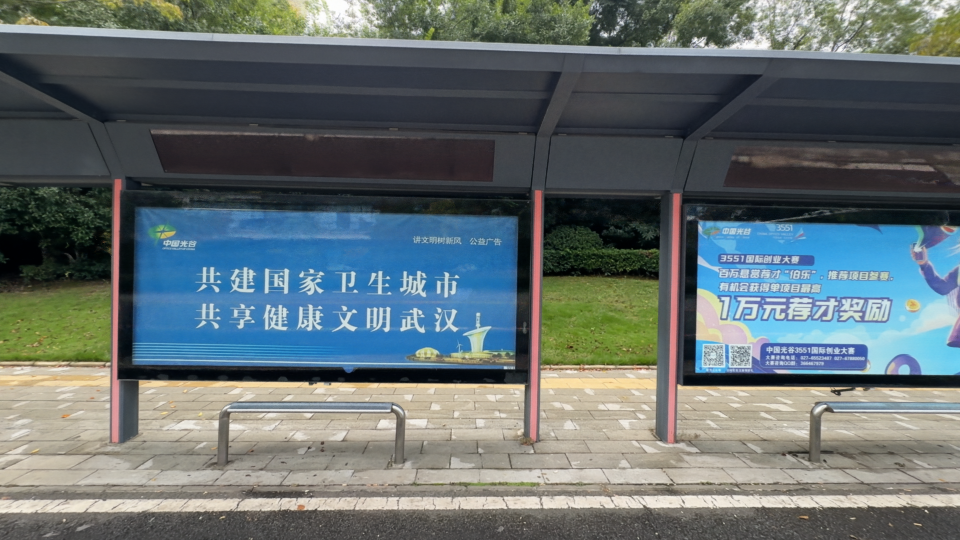 中国光谷
讲文明树新风 公益广告
共建国家卫生城市
共享健康文明武汉
中国光谷
3551
3551国际创业大赛
百万悬赏荐才“伯乐”，推荐项目参赛，
有机会获得单项目最高
1万元荐才奖励
中国光谷3551国际创业大赛